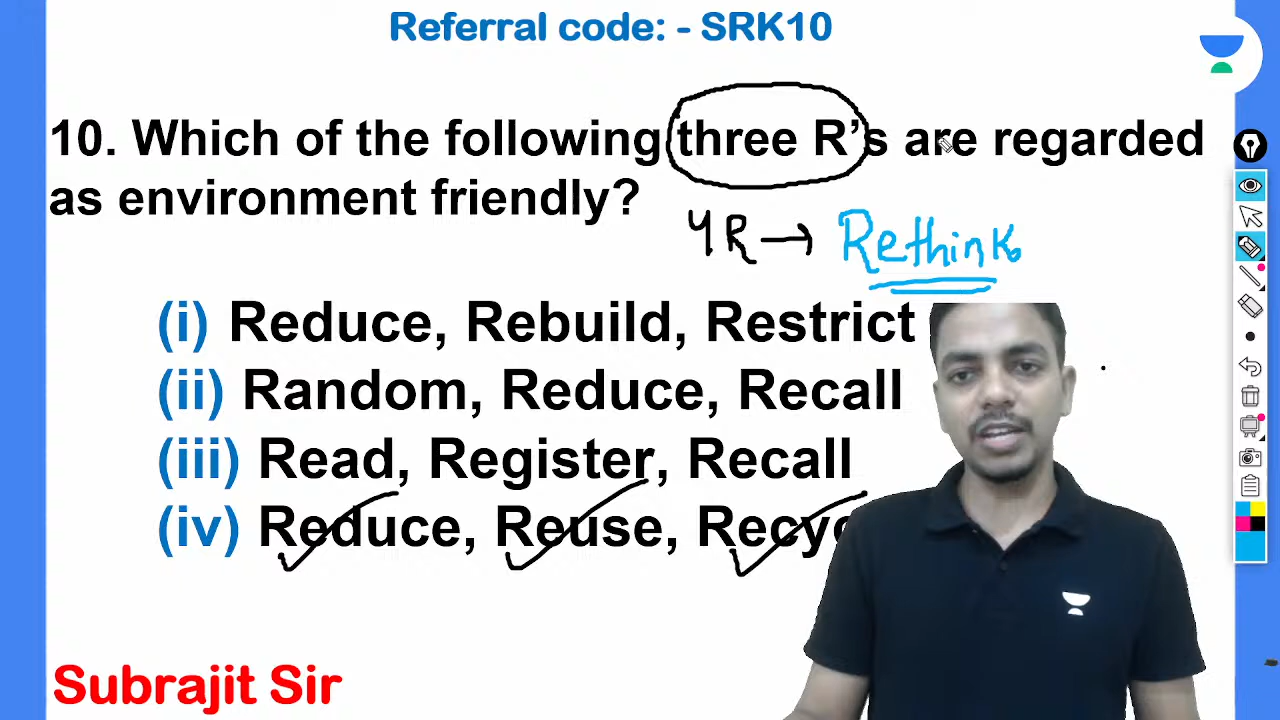 Referral code: - SRK10
10. Which of the following three R's are regarded
as environment friendly?
4R → Rethink
(i) Reduce, Rebuild, Restrict
(ii) Random, Reduce, Recall
(iii) Read, Register, Recall
(iv) Reduce, Reuse,
Subrajit Sir